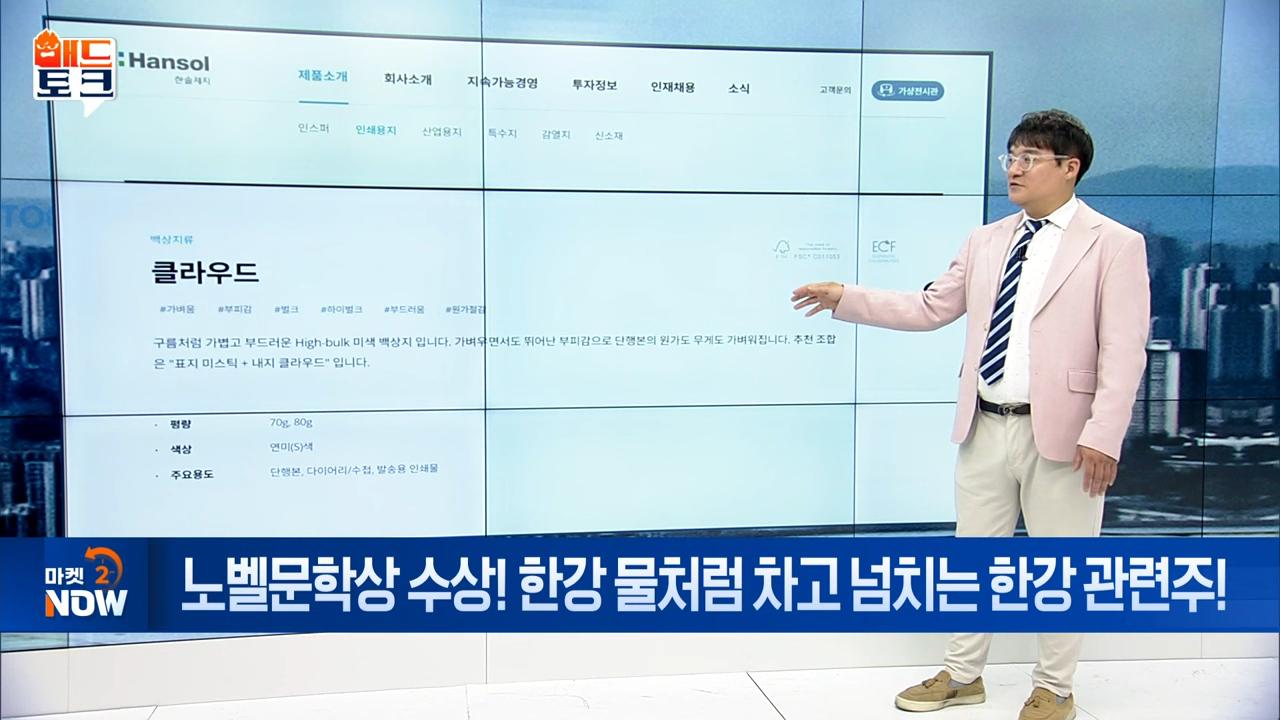 매드
토크
Hansol
한솔제지
제품소개 회사소개 지속가능경영 투자정보 인재채용 소식 고객문의 가상전시관
인스퍼 인쇄용지 산업용지 특수지 감열지 신소재
백상지류
클라우드
FSC® C011053
ECF
#가벼움 #부피감 #벌크 #하이벌크 #부드러움 #원가절감
구름처럼 가볍고 부드러운 High-bulk 미색 백상지 입니다. 가벼우면서도 뛰어난 부피감으로 단행본의 원가도 무게도 가벼워집니다. 추천 조합
은 "표지 미스틱 + 내지 클라우드" 입니다.
· 평량 70g, 80g
· 색상 연미(S)색
· 주요용도 단행본, 다이어리/수첩, 발송용 인쇄물
마켓 2
NOW
노벨문학상 수상! 한강 물처럼 차고 넘치는 한강 관련주!